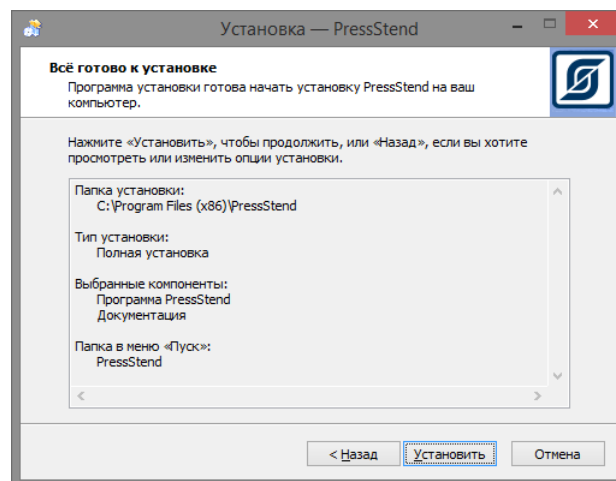 Установка — PressStend
Всё готово к установке
Программа установки готова начать установку PressStend на ваш
компьютер.
Нажмите «Установить», чтобы продолжить, или «Назад», если вы хотите
просмотреть или изменить опции установки.
Папка установки:
C:\Program Files (x86)\PressStend
Тип установки:
Полная установка
Выбранные компоненты:
Программа PressStend
Документация
Папка в меню «Пуск»:
PressStend
< Назад
Установить
Отмена